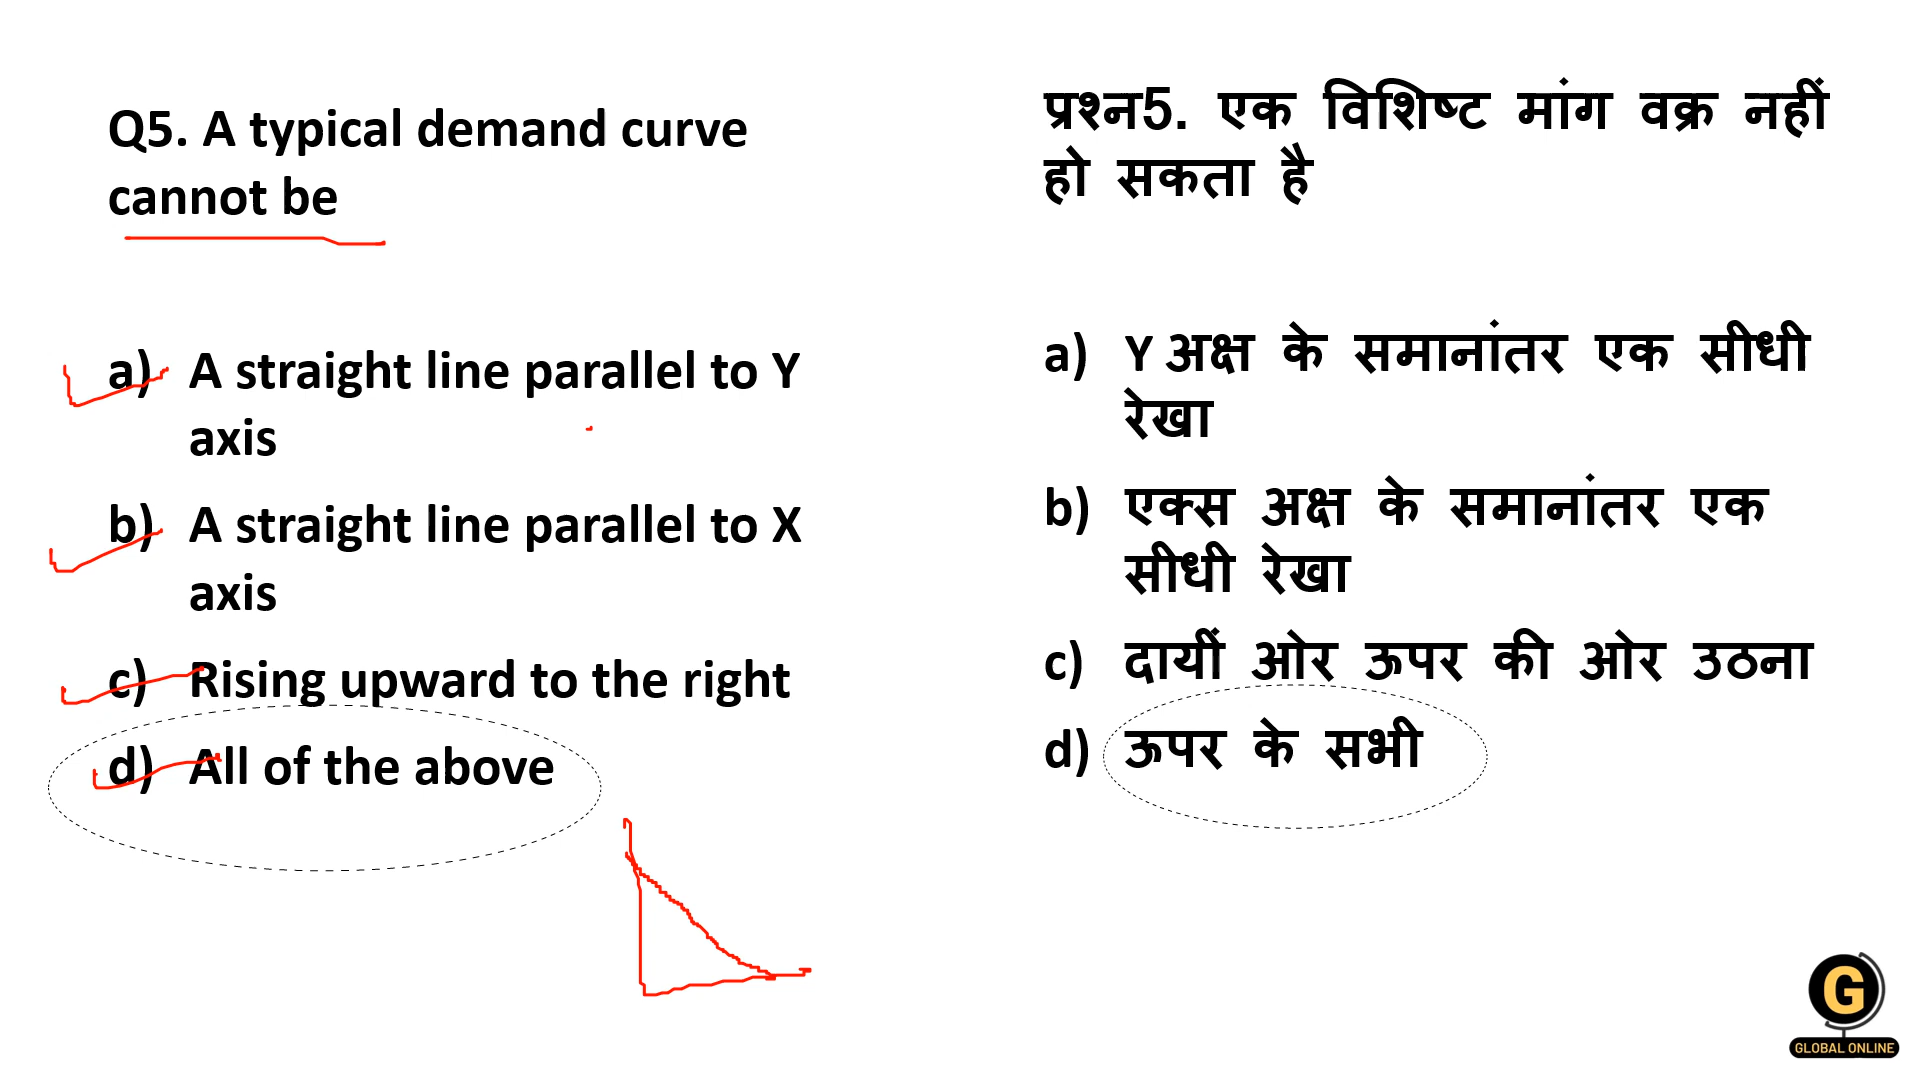 Q5. A typical demand curve
cannot be
a) A straight line parallel to Y
axis
b) A straight line parallel to X
axis
c) Rising upward to the right
d) All of the above
प्रश्न5. एक विशिष्ट मांग वक्र नहीं
हो सकता है
a) Y अक्ष के समानांतर एक सीधी
रेखा
b) एक्स अक्ष के समानांतर एक
सीधी रेखा
c) दायीं ओर ऊपर की ओर उठना
d) ऊपर के सभी
G
GLOBAL ONLINE